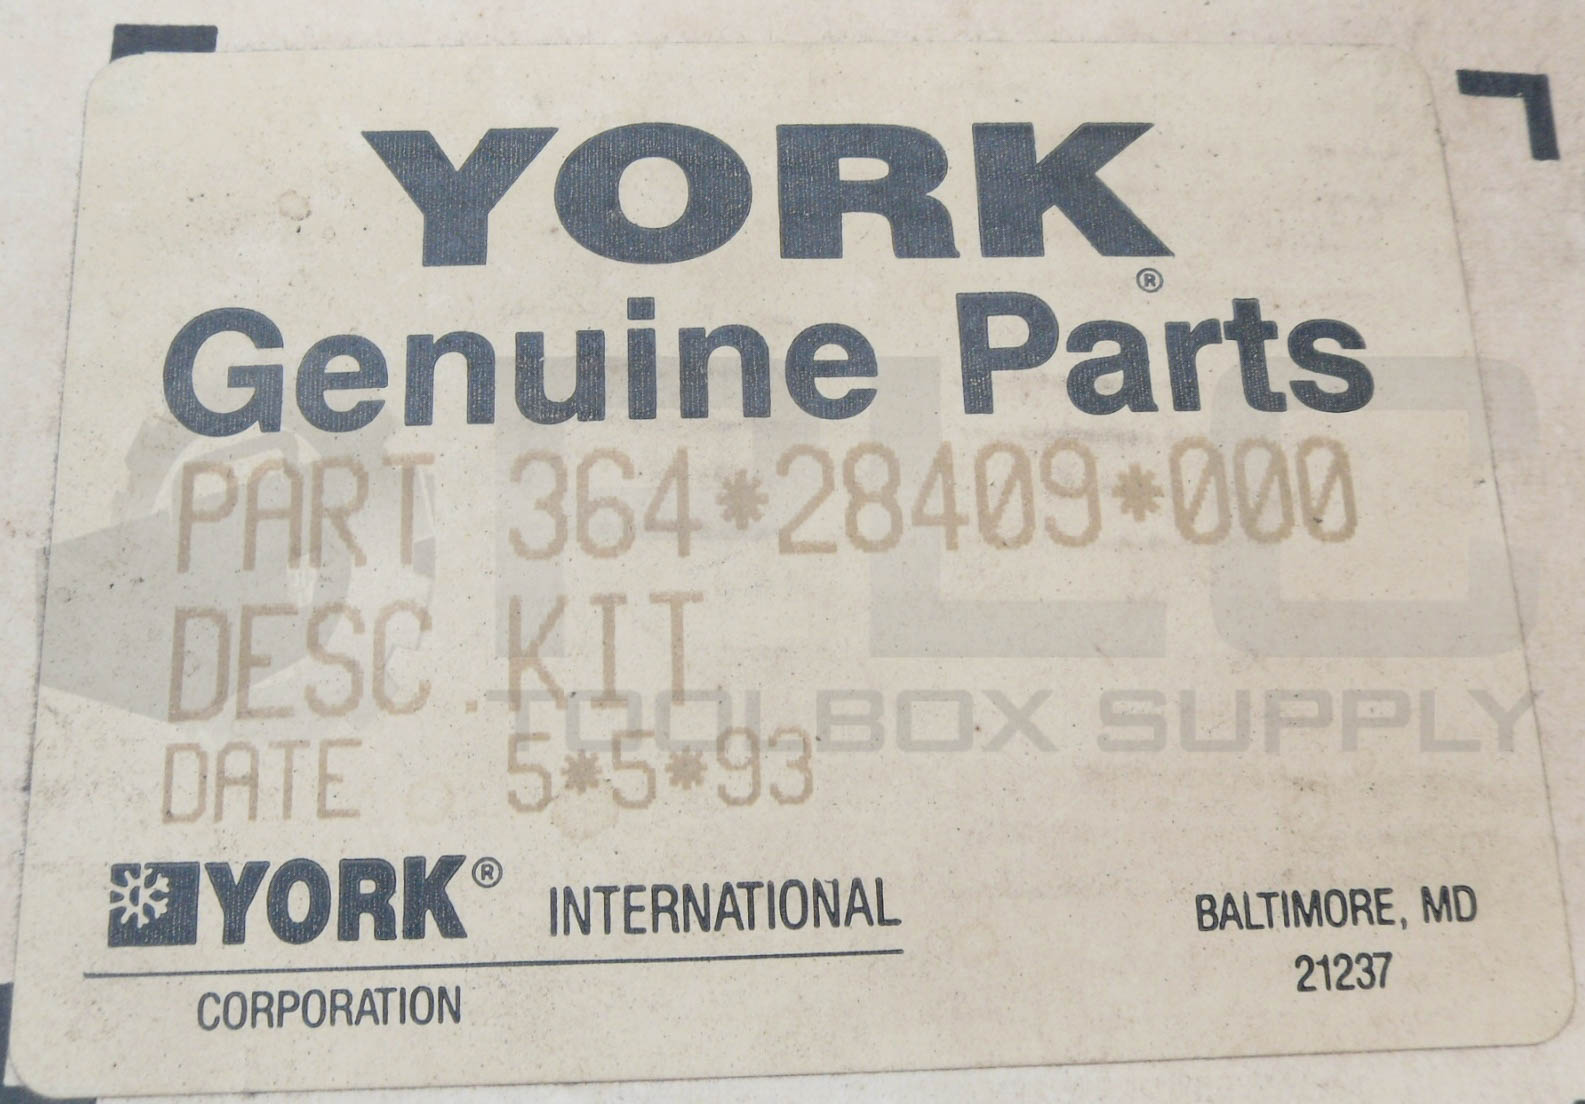 YORK®
Genuine Parts
PART 364*28409*000
DESC.KIT
DATE 5*5*93
PLC
TOOLBOX SUPPLY
YORK® INTERNATIONAL
CORPORATION
BALTIMORE, MD
21237